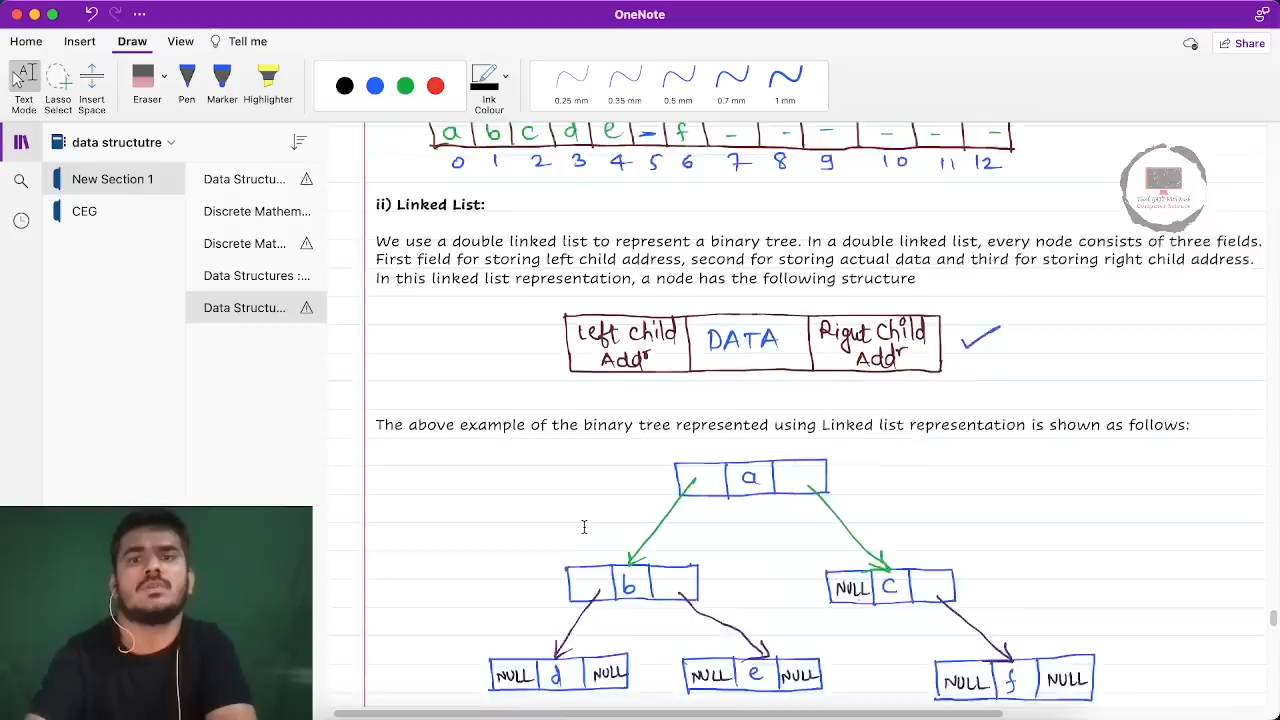 OneNote
Home Insert Draw View Tell me
Share
Text Mode
Lasso Select
Insert Space
Eraser
Pen
Marker
Highlighter
Ink Colour
0.25 mm
0.35 mm
0.5 mm
0.7 mm
1 mm
data structutre
New Section 1
CEG
Data Structu...
Discrete Mathem...
Discrete Mat...
Data Structures :...
Data Structu...
a b c d e - f - - - - - -
0 1 2 3 4 5 6 7 8 9 10 11 12
Computer Science
ii) Linked List:
We use a double linked list to represent a binary tree. In a double linked list, every node consists of three fields.
First field for storing left child address, second for storing actual data and third for storing right child address.
In this linked list representation, a node has the following structure
Left Child DATA Right Child
Addr Addr
The above example of the binary tree represented using Linked list representation is shown as follows:
a
b NULL C
NULL d NULL NULL e NULL NULL f NULL